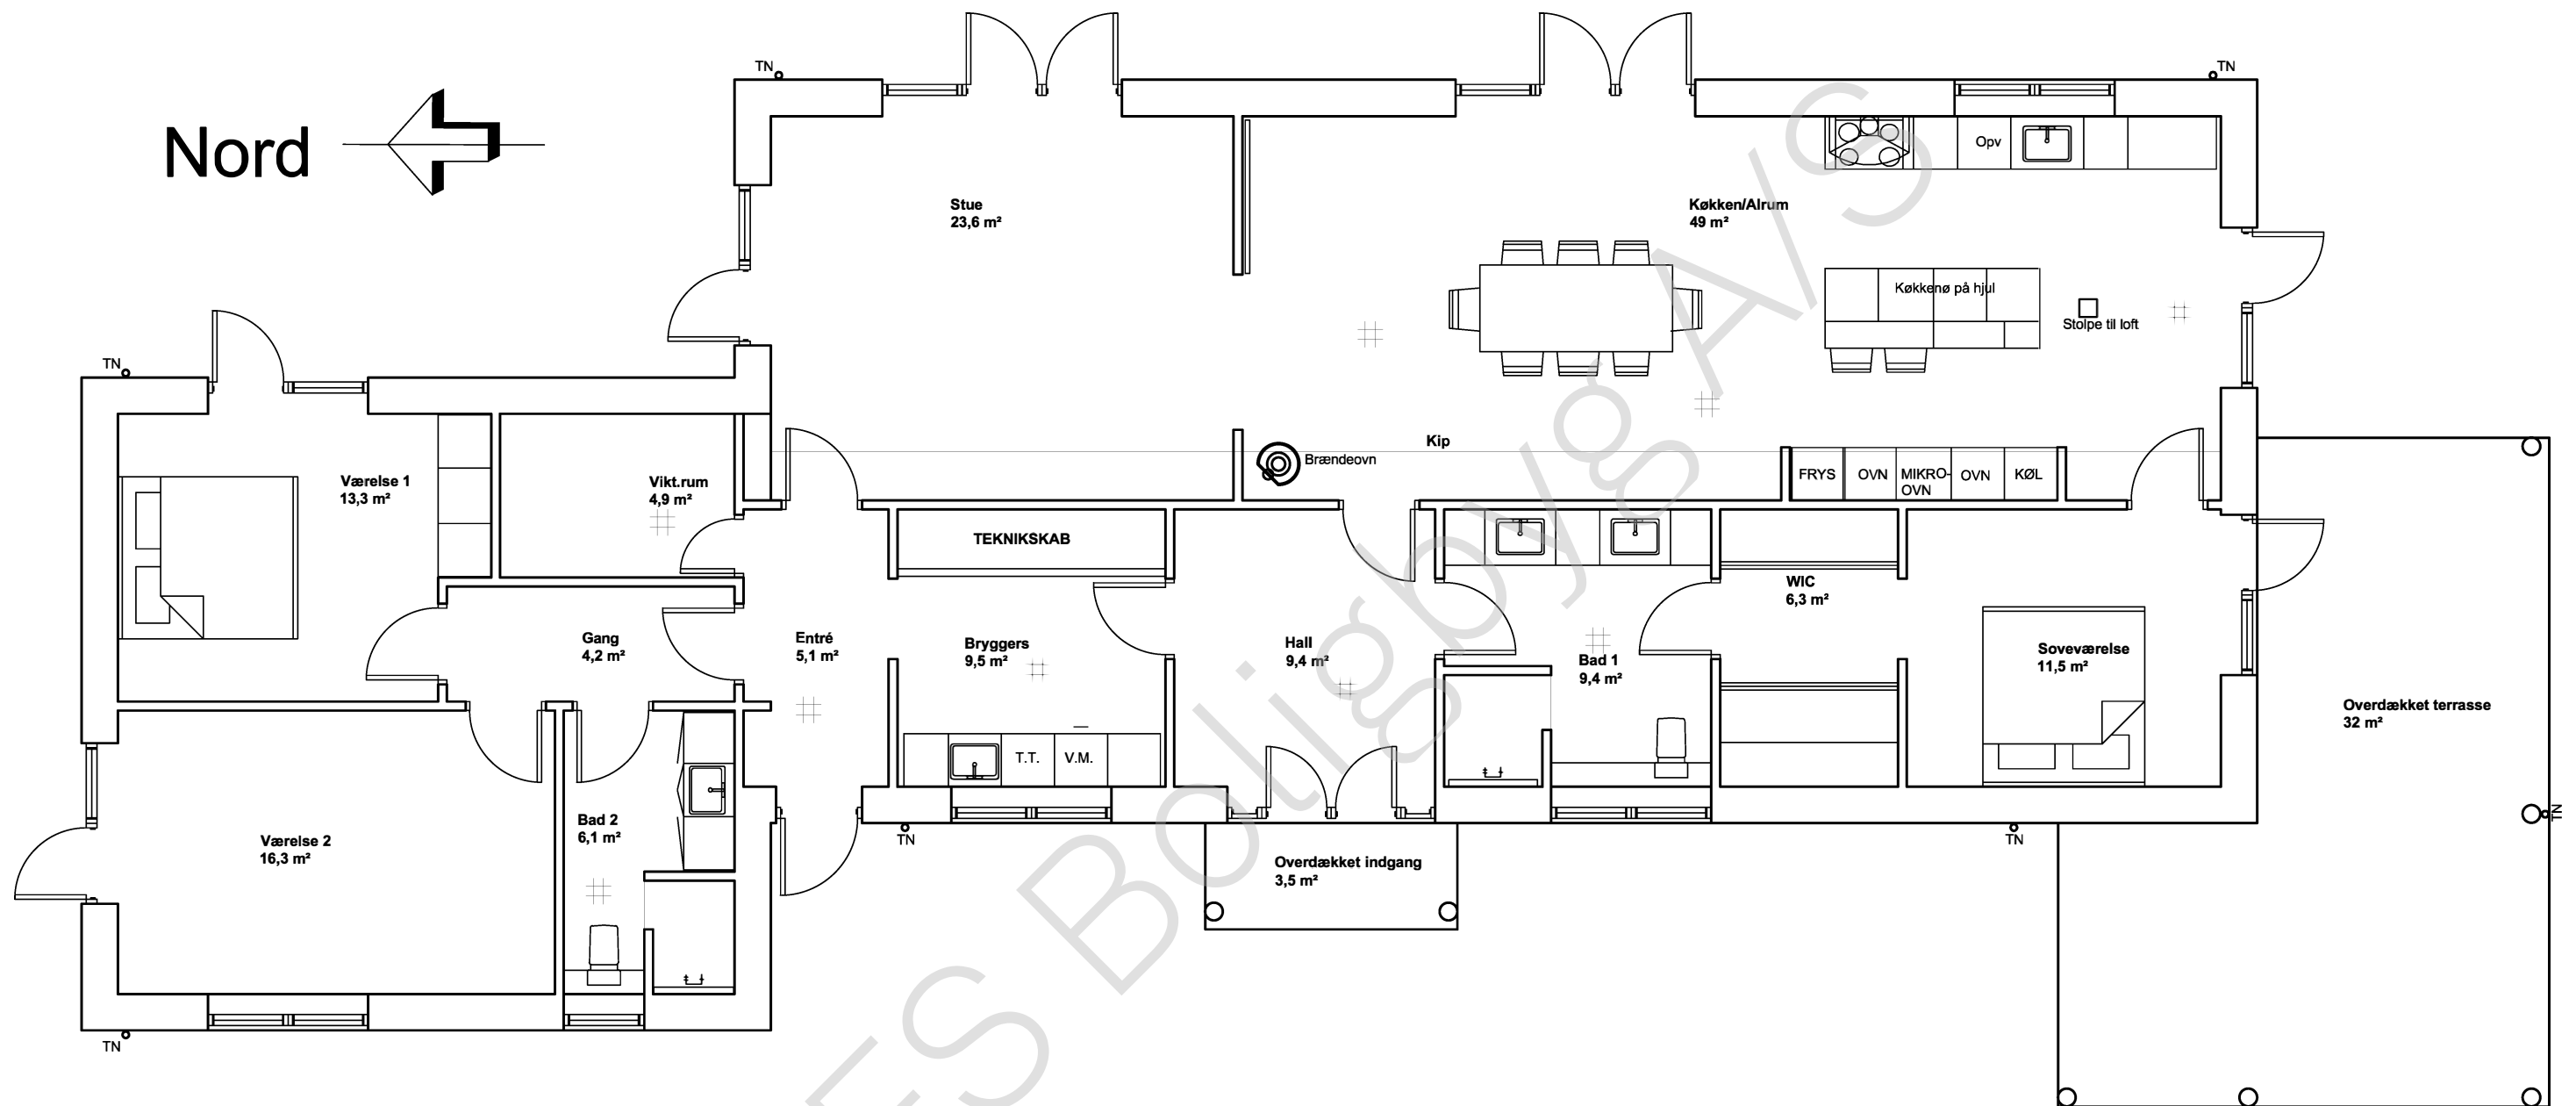 TN
TN
Nord
Opv
Stue
23,6 m²
Køkken/Alrum
49 m²
Køkkenø på hjul
Stolpe til loft
TN
Kip
Brændeovn
FRYS
OVN
MIKRO-
OVN
OVN
KØL
Værelse 1
13,3 m²
Vikt.rum
4,9 m²
TEKNIKSKAB
WIC
6,3 m²
Gang
4,2 m²
Entré
5,1 m²
Bryggers
9,5 m²
Hall
9,4 m²
Bad 1
9,4 m²
Soveværelse
11,5 m²
Overdækket terrasse
32 m²
T.T.
V.M.
Værelse 2
16,3 m²
Bad 2
6,1 m²
TN
TN
TN
Overdækket indgang
3,5 m²
TN
ES Boligbyg A/S